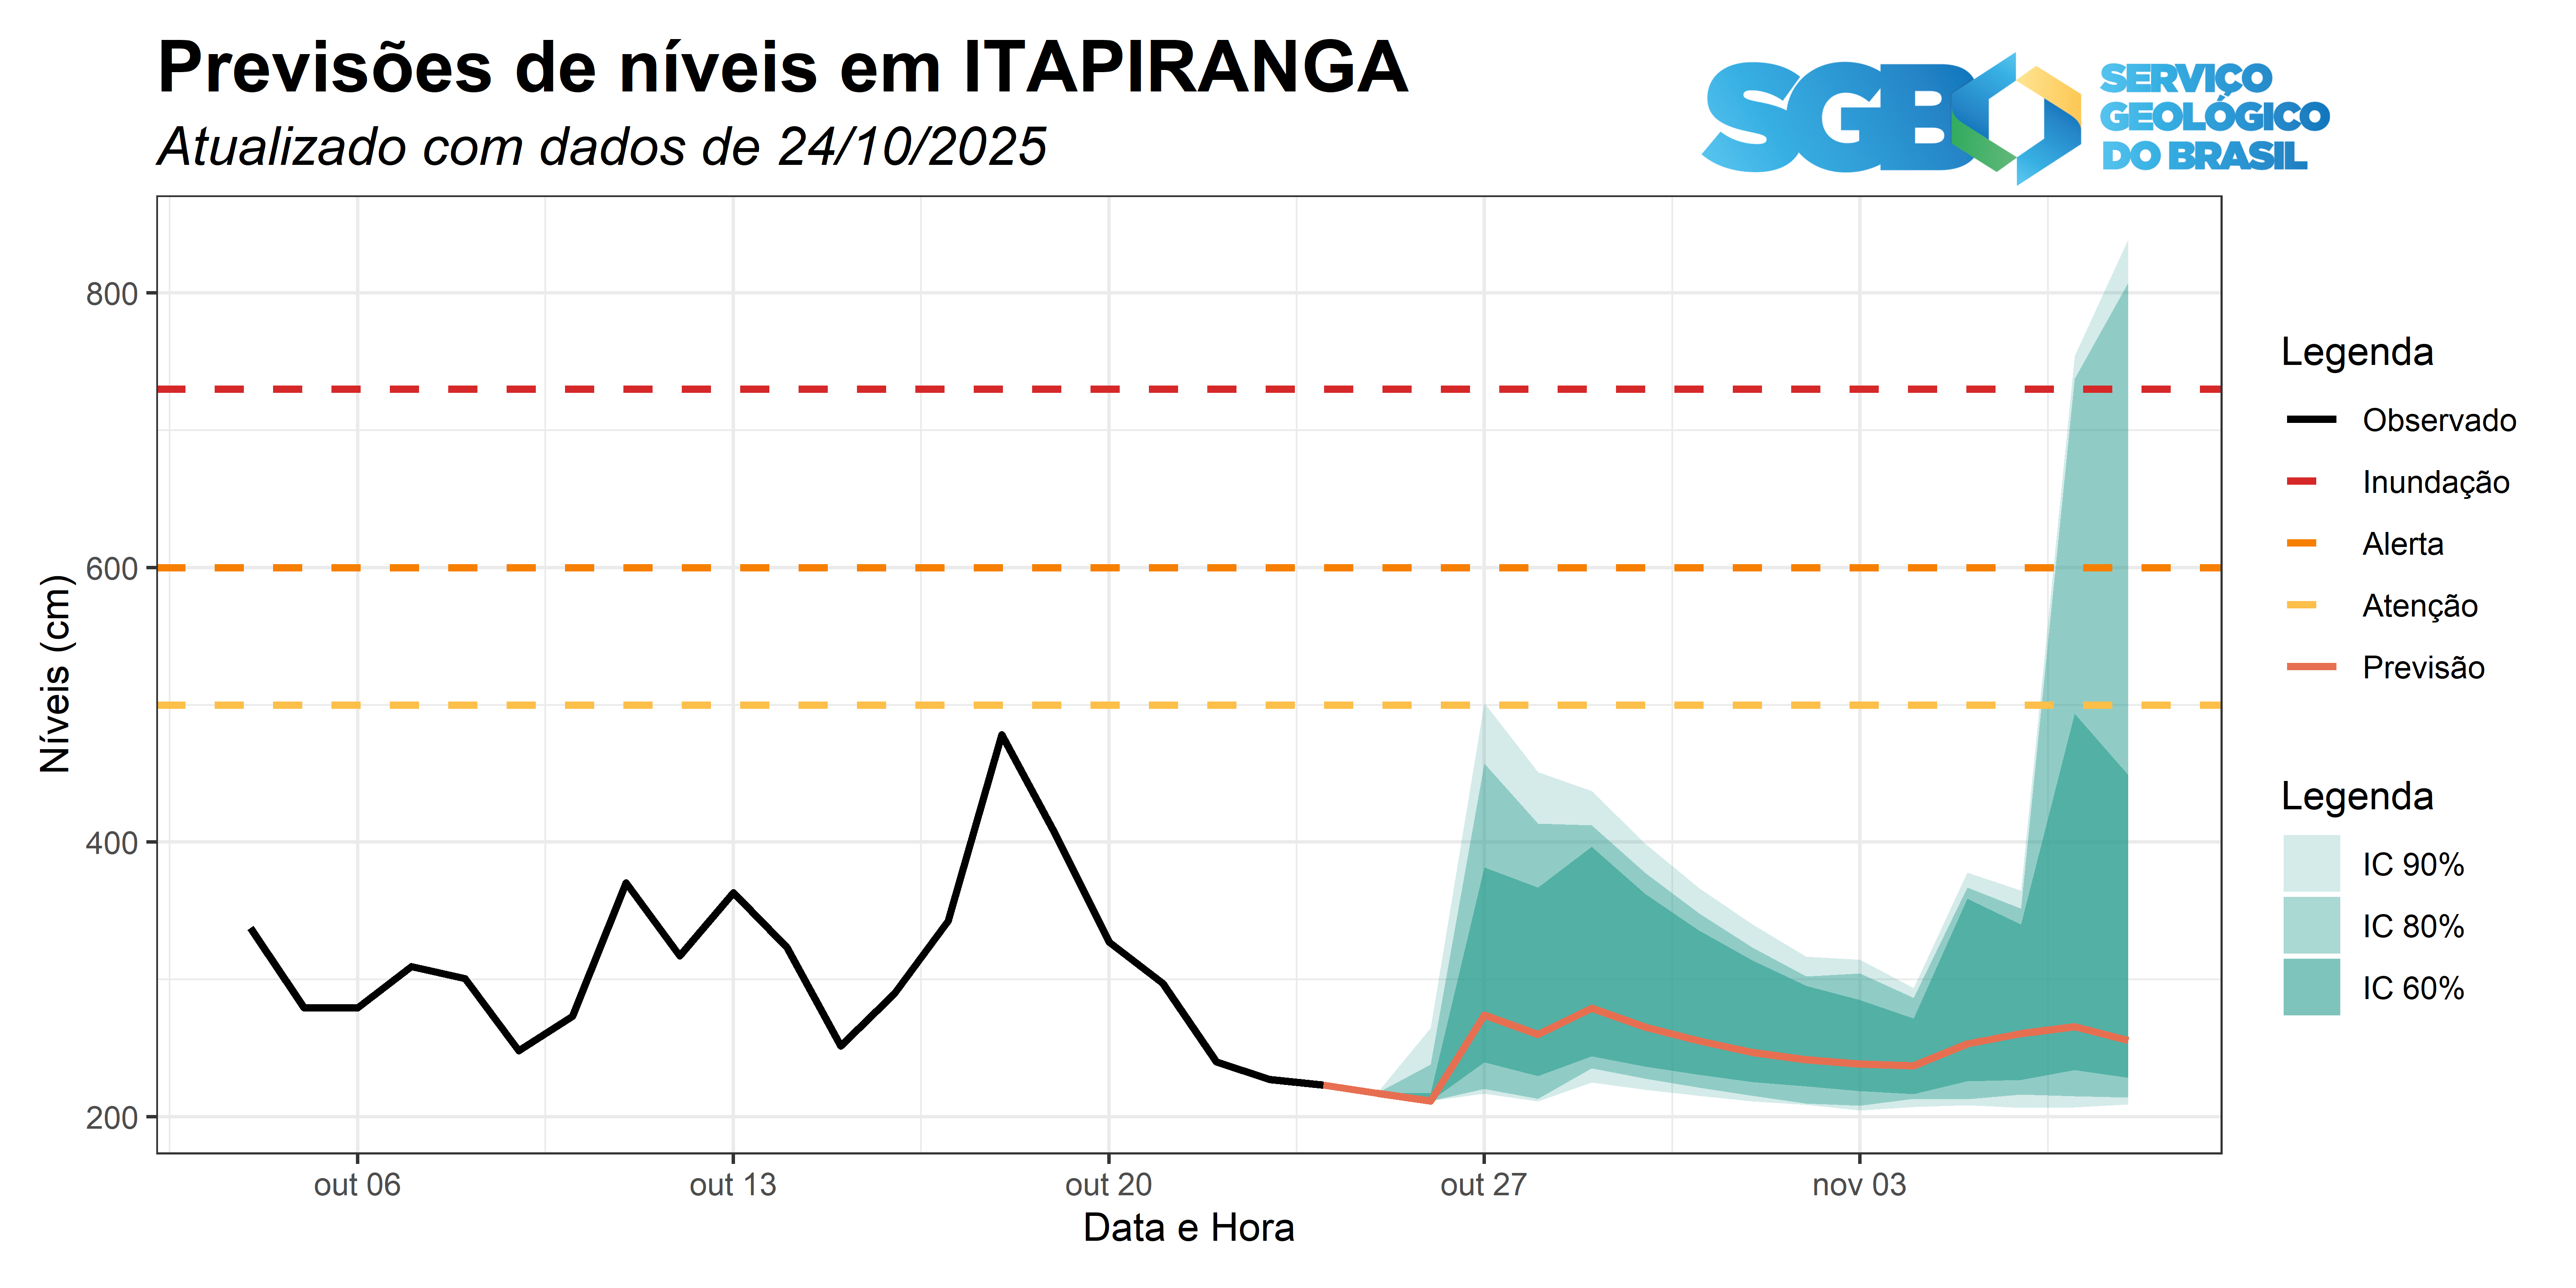 Previsões de níveis em ITAPIRANGA
Atualizado com dados de 24/10/2025
SGB
SERVIÇO
GEOLÓGICO
DO BRASIL
Níveis (cm)
800
600
400
200
out 06
out 13
out 20
out 27
nov 03
Data e Hora
Legenda
Observado
Inundação
Alerta
Atenção
Previsão
Legenda
IC 90%
IC 80%
IC 60%